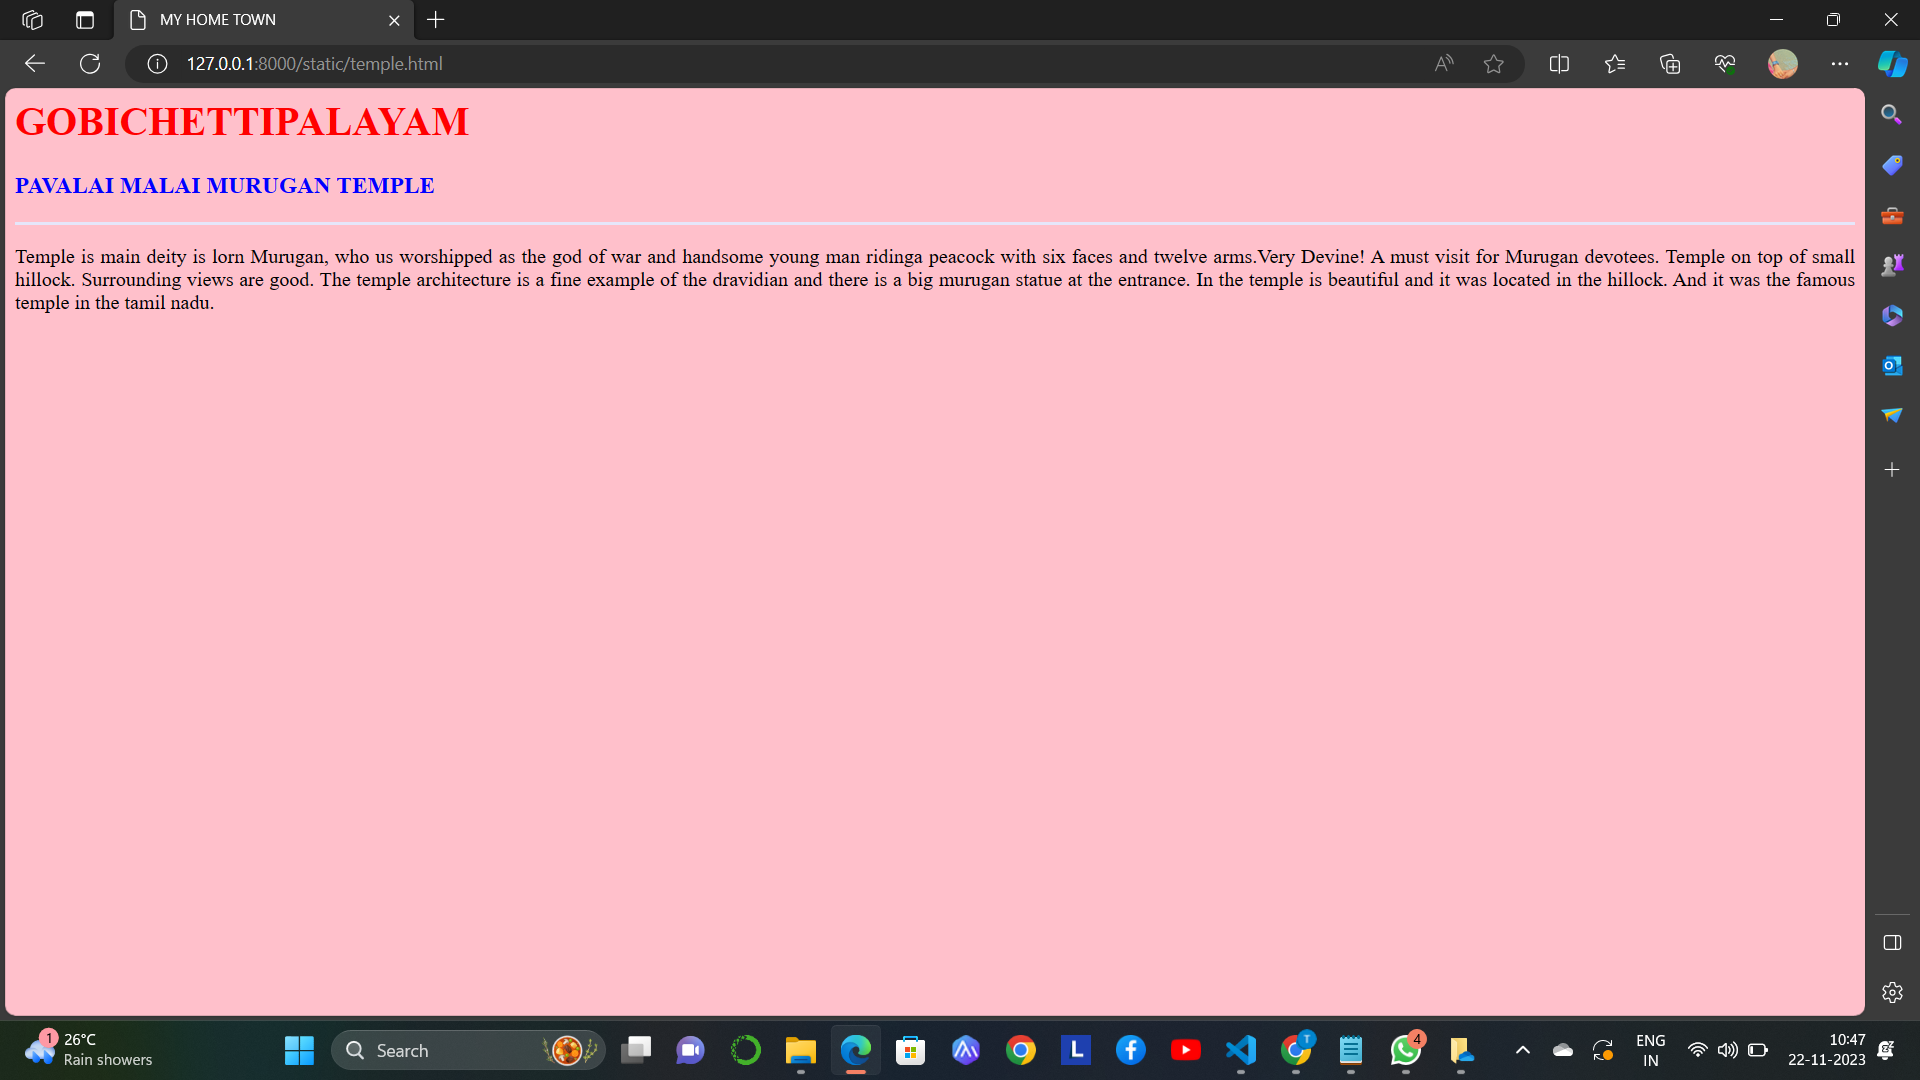 MY HOME TOWN
127.0.0.1:8000/static/temple.html
GOBICHETTIPALAYAM
PAVALAI MALAI MURUGAN TEMPLE
Temple is main deity is lorn Murugan, who us worshipped as the god of war and handsome young man ridinga peacock with six faces and twelve arms.Very Devine! A must visit for Murugan devotees. Temple on top of small
hillock. Surrounding views are good. The temple architecture is a fine example of the dravidian and there is a big murugan statue at the entrance. In the temple is beautiful and it was located in the hillock. And it was the famous
temple in the tamil nadu.
1
26°C
Rain showers
Search
L
T
4
ENG
IN
10:47
22-11-2023